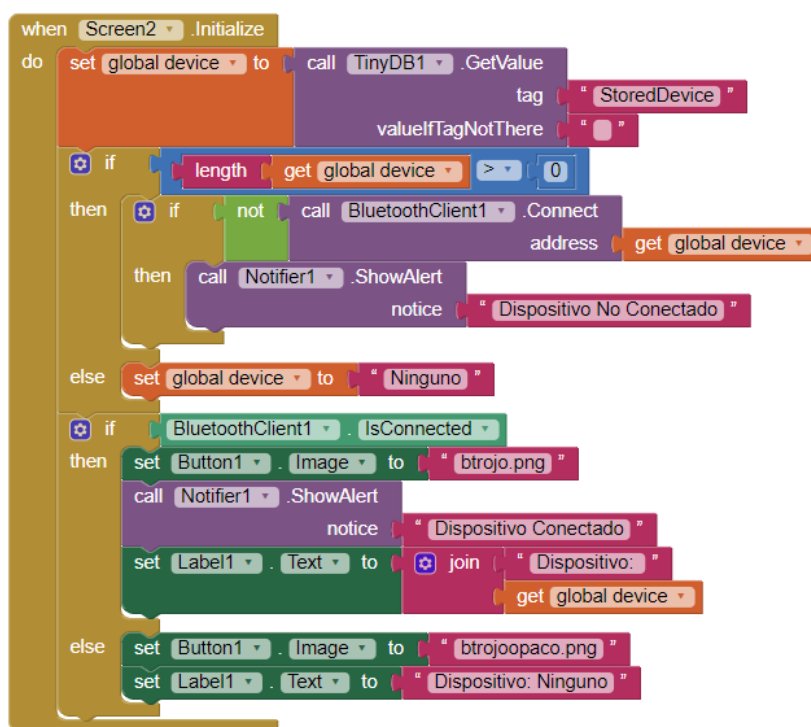 when Screen2 .Initialize
do set global device to call TinyDB1 .GetValue
tag " StoredDevice "
valueIfTagNotThere " "
if length get global device > 0
then if not call BluetoothClient1 .Connect
address get global device
then call Notifier1 .ShowAlert
notice " Dispositivo No Conectado "
else set global device to " Ninguno "
if BluetoothClient1 . IsConnected
then set Button1 . Image to " btrojo.png "
call Notifier1 .ShowAlert
notice " Dispositivo Conectado "
set Label1 . Text to join " Dispositivo: "
get global device
else set Button1 . Image to " btrojoopaco.png "
set Label1 . Text to " Dispositivo: Ninguno "